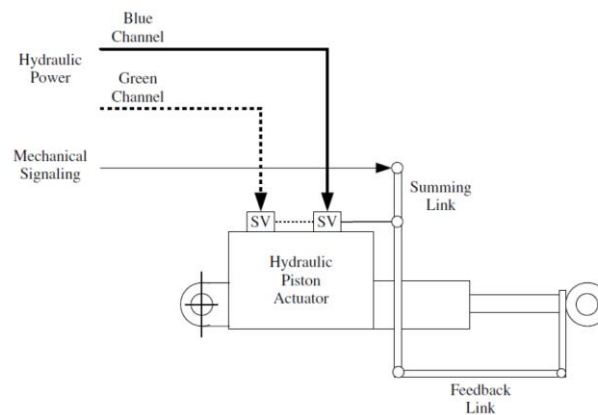 Blue
Channel
Hydraulic
Power
Green
Channel
Mechanical
Signaling
Summing
Link
SV
SV
Hydraulic
Piston
Actuator
Feedback
Link